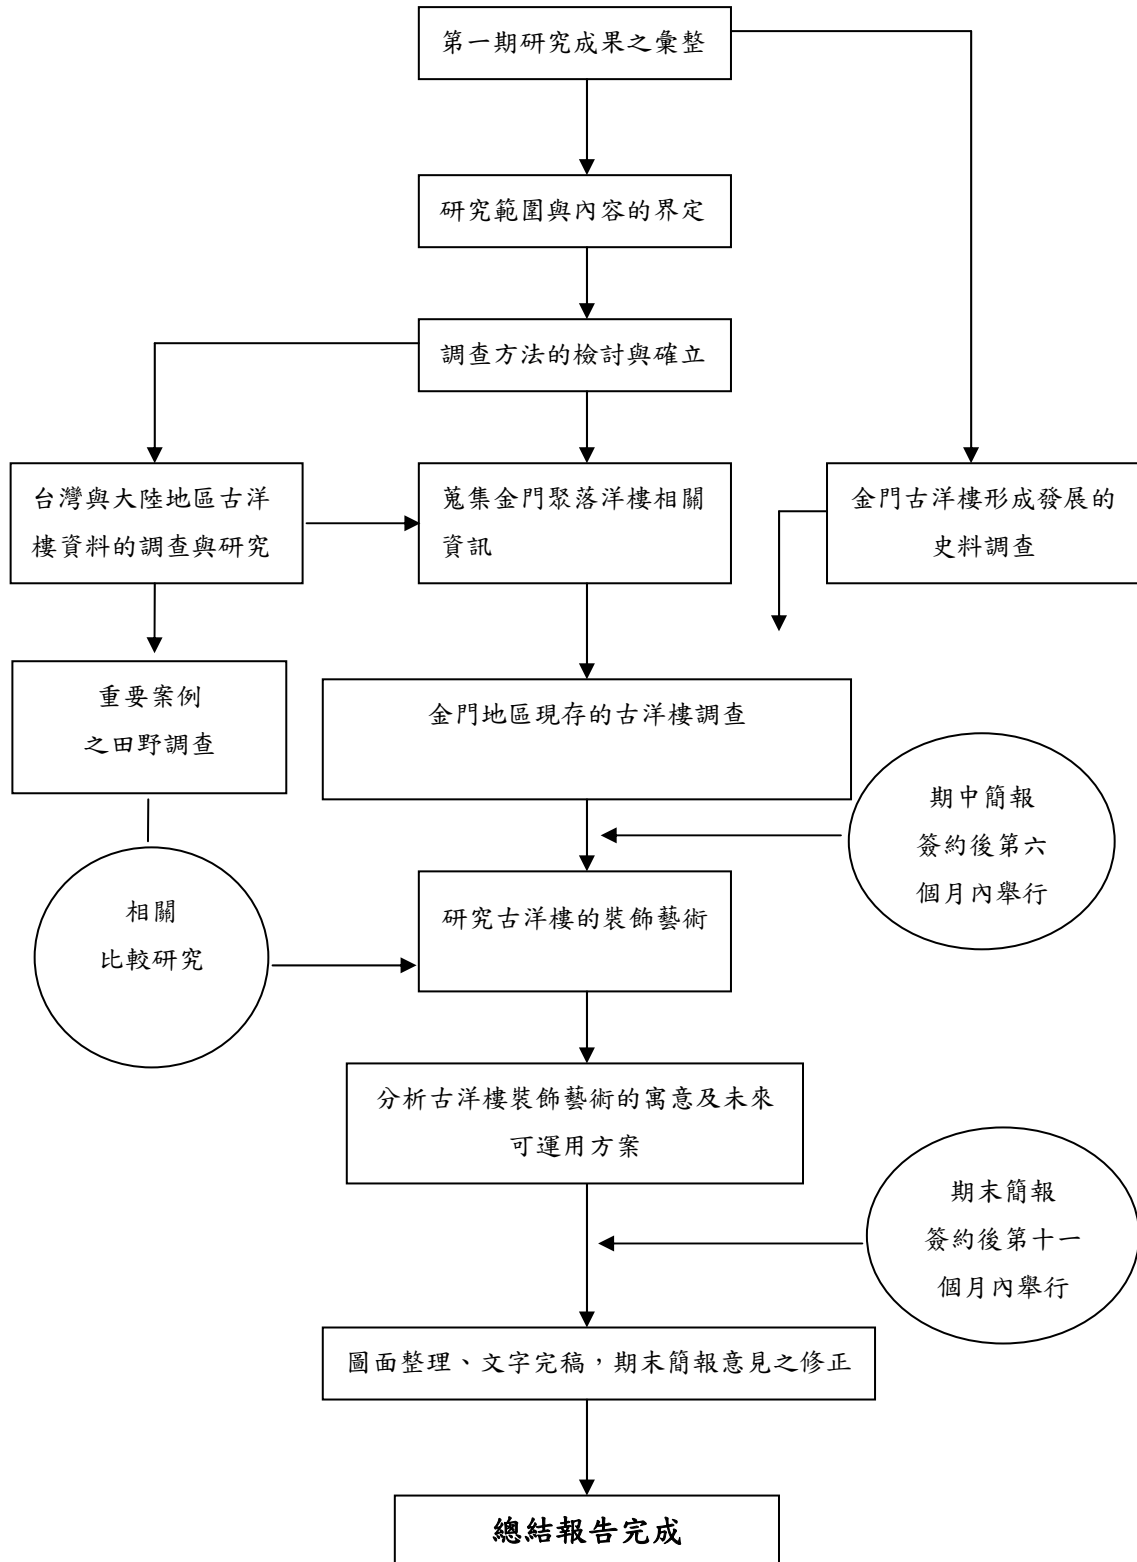 第一期研究成果之彙整
研究範圍與內容的界定
調查方法的檢討與確立
台灣與大陸地區古洋
樓資料的調查與研究
蒐集金門聚落洋樓相關
資訊
金門古洋樓形成發展的
史料調查
重要案例
之田野調查
金門地區現存的古洋樓調查
期中簡報
簽約後第六
個月內舉行
相關
比較研究
研究古洋樓的裝飾藝術
分析古洋樓裝飾藝術的寓意及未來
可運用方案
期末簡報
簽約後第十一
個月內舉行
圖面整理、文字完稿，期末簡報意見之修正
總結報告完成